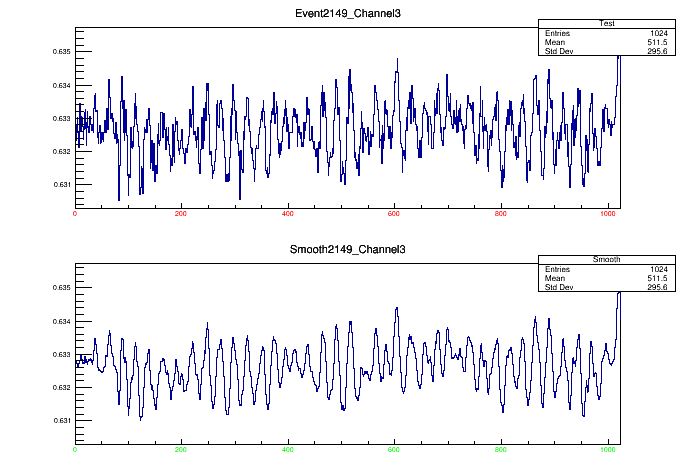 Event2149_Channel3
Test
Entries 1024
Mean 511.5
Std Dev 295.6
0.635
0.634
0.633
0.632
0.631
0 200 400 600 800 1000
Smooth2149_Channel3
Smooth
Entries 1024
Mean 511.5
Std Dev 295.6
0.635
0.634
0.633
0.632
0.631
0 200 400 600 800 1000